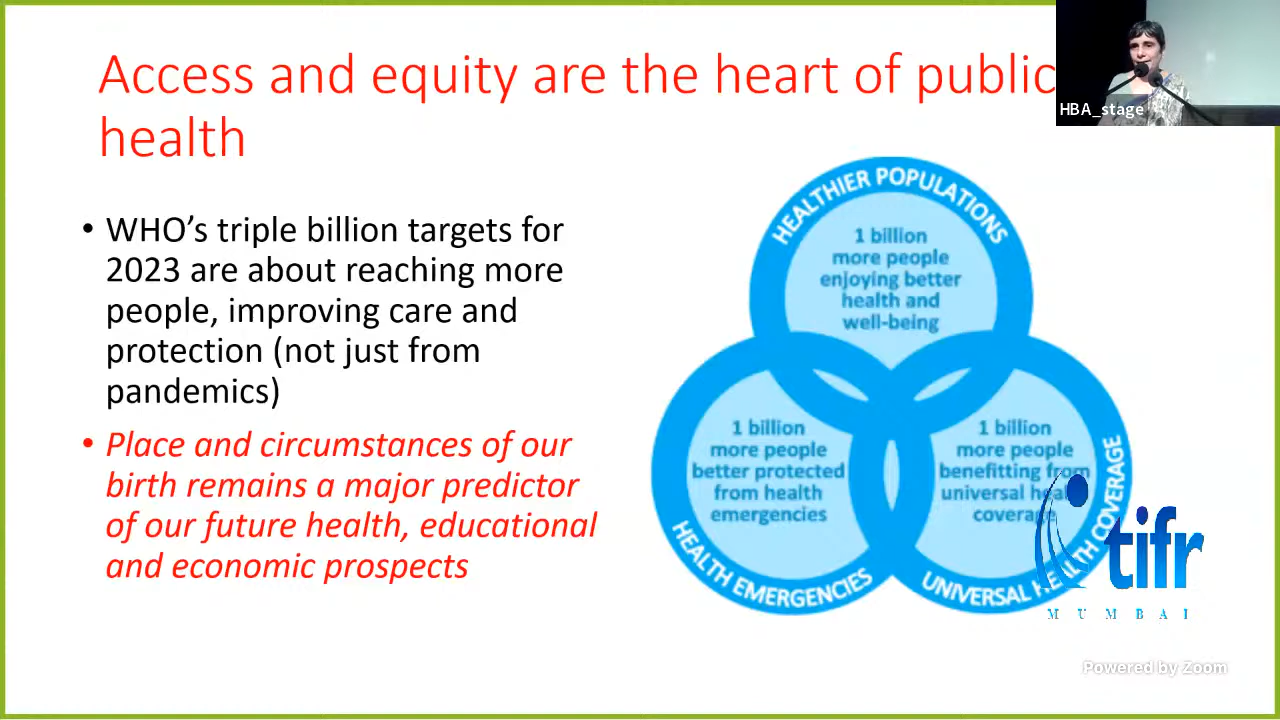 Access and equity are the heart of public
health
HBA_stage
• WHO's triple billion targets for
2023 are about reaching more
people, improving care and
protection (not just from
pandemics)
• Place and circumstances of our
birth remains a major predictor
of our future health, educational
and economic prospects
HEALTHIER POPULATIONS
1 billion
more people
enjoying better
health and
well-being
1 billion
more people
better protected
from health
emergencies
HEALTH EMERGENCIES
1 billion
more people
benefitting from
universal health
coverage
UNIVERSAL HEALTH COVERAGE
tifr
MUMBAI
Powered by Zoom